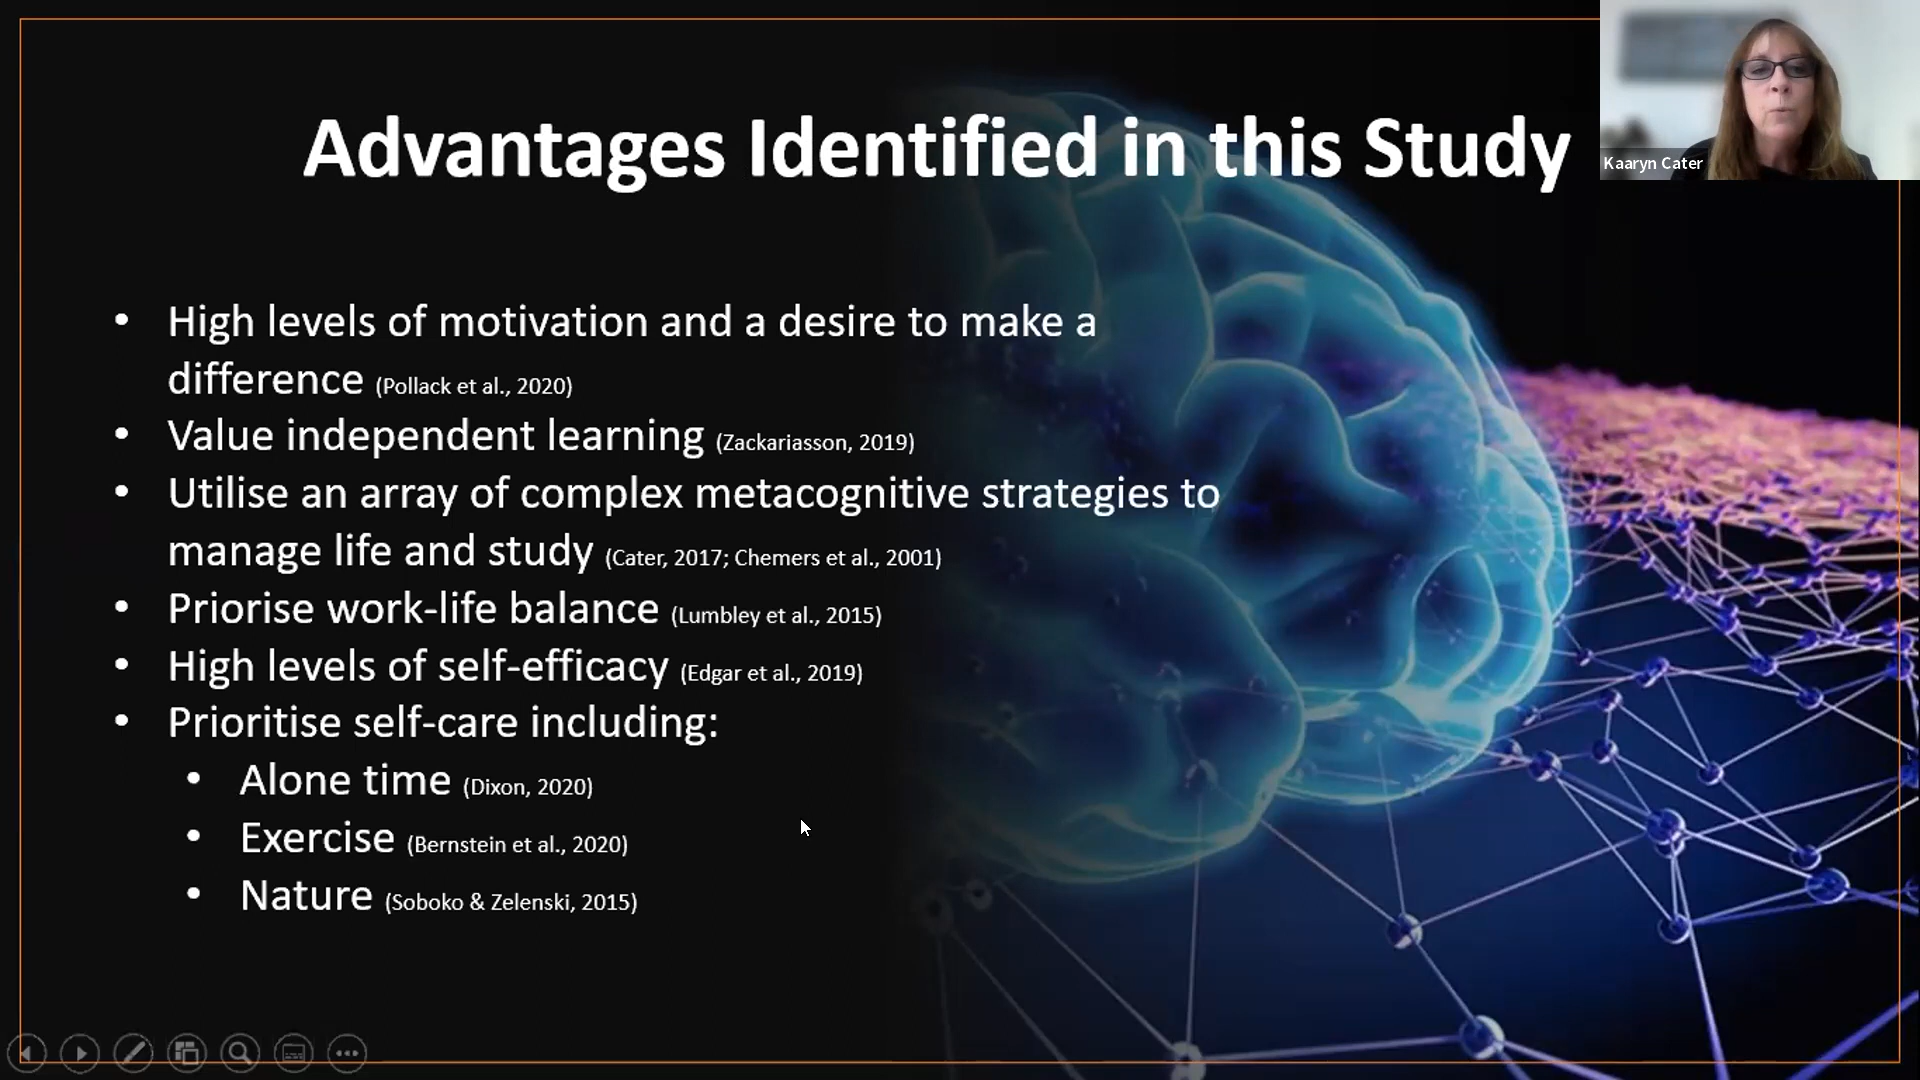 Advantages Identified in this Study
Kaaryn Cater
• High levels of motivation and a desire to make a
difference (Pollack et al., 2020)
• Value independent learning (Zackariasson, 2019)
• Utilise an array of complex metacognitive strategies to
manage life and study (Cater, 2017; Chemers et al., 2001)
• Priorise work-life balance (Lumbley et al., 2015)
• High levels of self-efficacy (Edgar et al., 2019)
• Prioritise self-care including:
• Alone time (Dixon, 2020)
• Exercise (Bernstein et al., 2020)
• Nature (Soboko & Zelenski, 2015)